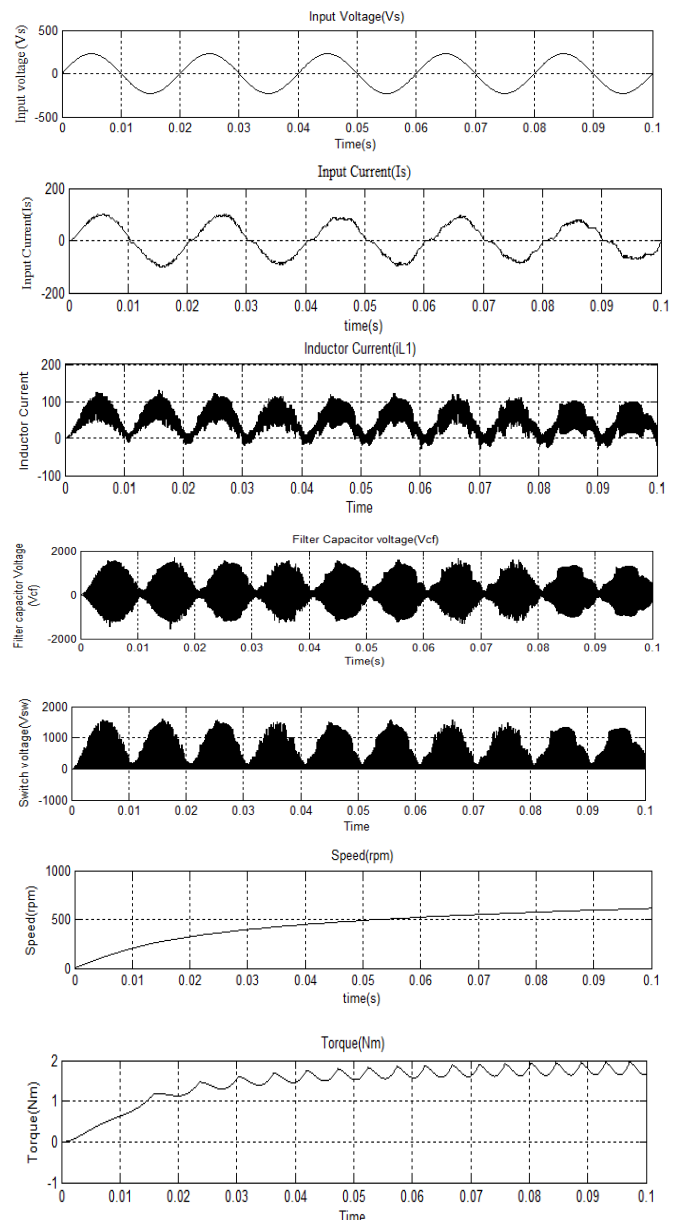 Input Voltage(Vs)
Input voltage (Vs)
500
0
-500
0 0.01 0.02 0.03 0.04 0.05 0.06 0.07 0.08 0.09 0.1
Time(s)
Input Current(Is)
Input Current(Is)
200
0
-200
0 0.01 0.02 0.03 0.04 0.05 0.06 0.07 0.08 0.09 0.1
time(s)
Inductor Current(iL1)
Inductor Current
200
100
0
-100
0 0.01 0.02 0.03 0.04 0.05 0.06 0.07 0.08 0.09 0.1
Time
Filter Capacitor voltage(Vcf)
Filter capacitor Voltage
(Vcf)
2000
0
-2000
0 0.01 0.02 0.03 0.04 0.05 0.06 0.07 0.08 0.09 0.1
Time(s)
Switch voltage(Vsw)
2000
1000
0
-1000
0 0.01 0.02 0.03 0.04 0.05 0.06 0.07 0.08 0.09 0.1
Time
Speed(rpm)
Speed(rpm)
1000
500
0
0 0.01 0.02 0.03 0.04 0.05 0.06 0.07 0.08 0.09 0.1
time(s)
Torque(Nm)
Torque(Nm)
2
1
0
-1
0 0.01 0.02 0.03 0.04 0.05 0.06 0.07 0.08 0.09 0.1
Time